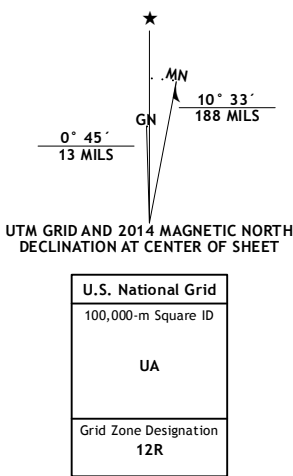 ★
MN
GN
10° 33´
188 MILS
0° 45´
13 MILS
UTM GRID AND 2014 MAGNETIC NORTH
DECLINATION AT CENTER OF SHEET
U.S. National Grid
100,000-m Square ID
UA
Grid Zone Designation
12R